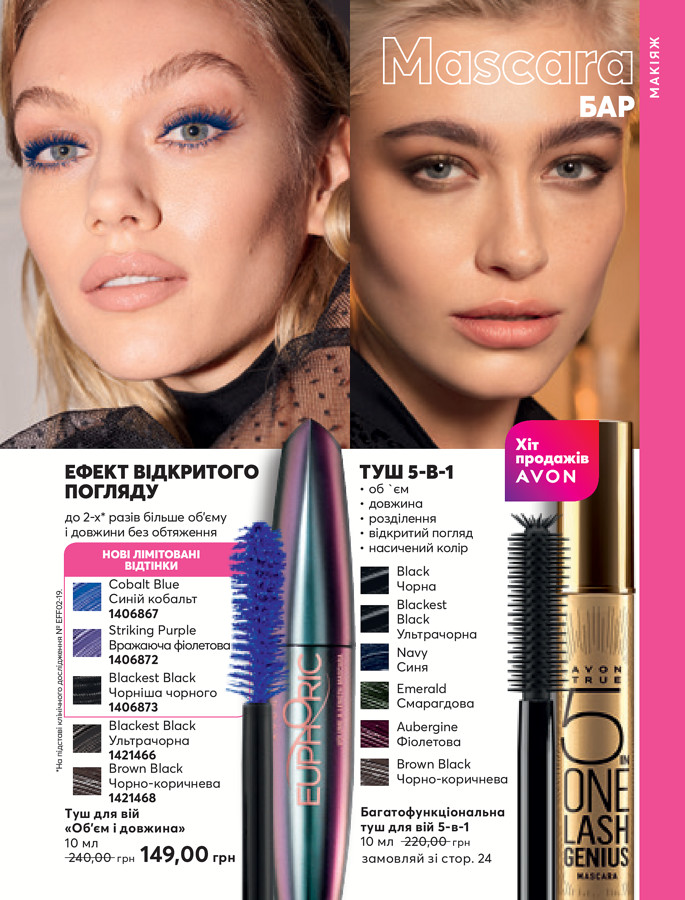 Mascara
БАР
МАКІЯЖ
ЕФЕКТ ВІДКРИТОГО
ПОГЛЯДУ
до 2-х* разів більше об'єму
і довжини без обтяження
НОВІ ЛІМІТОВАНІ
ВІДТІНКИ
Cobalt Blue
Синій кобальт
1406867
Striking Purple
Вражаюча фіолетова
1406872
Blackest Black
Чорніша чорного
1406873
Blackest Black
Ультрачорна
1421466
Brown Black
Чорно-коричнева
1421468
Туш для вій
«Об'єм і довжина»
10 мл
240,00 грн 149,00 грн
*На підставі клінічного дослідження № EFF02-19.
EUPHORIC
ТУШ 5-В-1
• об `єм
• довжина
• розділення
• відкритий погляд
• насичений колір
Black
Чорна
Blackest
Black
Ультрачорна
Navy
Синя
Emerald
Смарагдова
Aubergine
Фіолетова
Brown Black
Чорно-коричнева
Багатофункціональна
туш для вій 5-в-1
10 мл 220,00 грн
замовляй зі стор. 24
Хіт
продажів
AVON
AVON
TRUE
5 IN
ONE
LASH
GENIUS
MASCARA